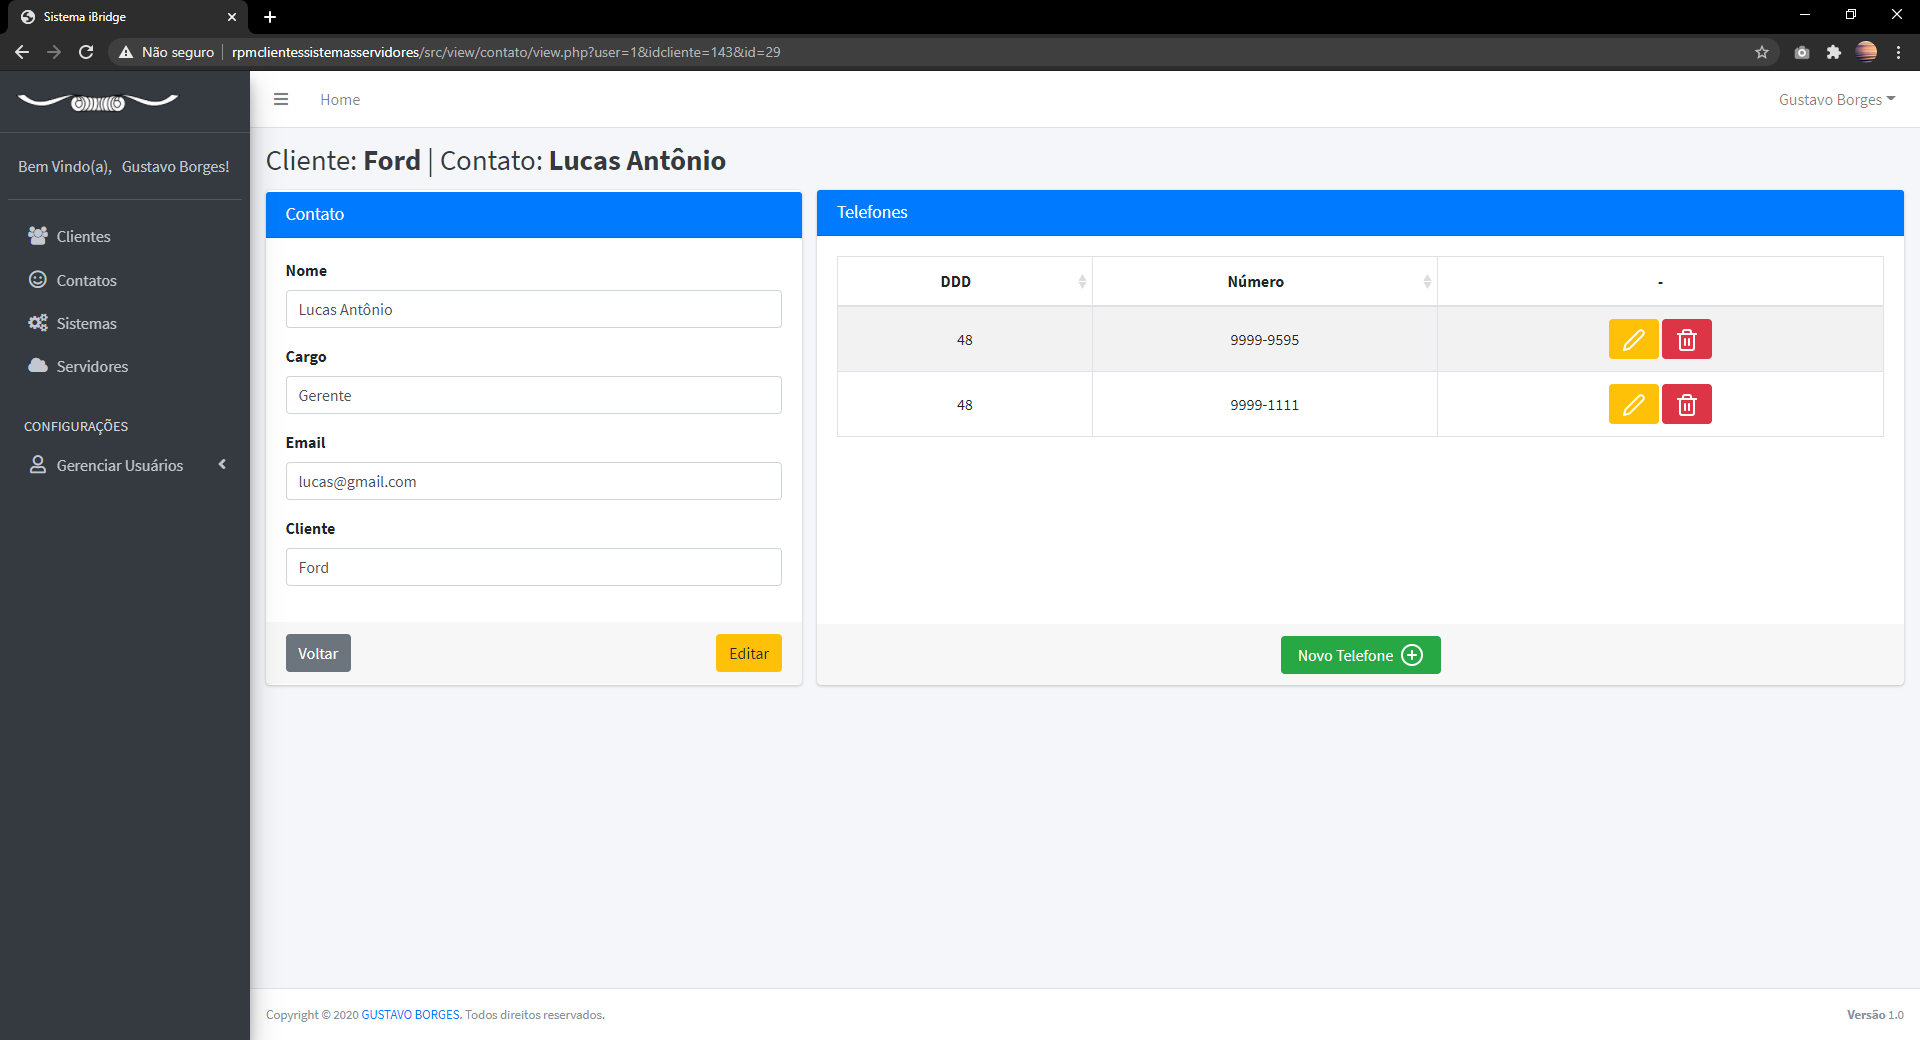 Sistema iBridge
Não seguro
rpmclientessistemasservidores/src/view/contato/view.php?user=1&idcliente=143&id=29
Home
Gustavo Borges
Bem Vindo(a), Gustavo Borges!
Clientes
Contatos
Sistemas
Servidores
CONFIGURAÇÕES
Gerenciar Usuários
Cliente: Ford | Contato: Lucas Antônio
Contato
Nome
Lucas Antônio
Cargo
Gerente
Email
lucas@gmail.com
Cliente
Ford
Voltar
Editar
Telefones
DDD Número -
48 9999-9595
48 9999-1111
Novo Telefone
Copyright © 2020 GUSTAVO BORGES. Todos direitos reservados.
Versão 1.0